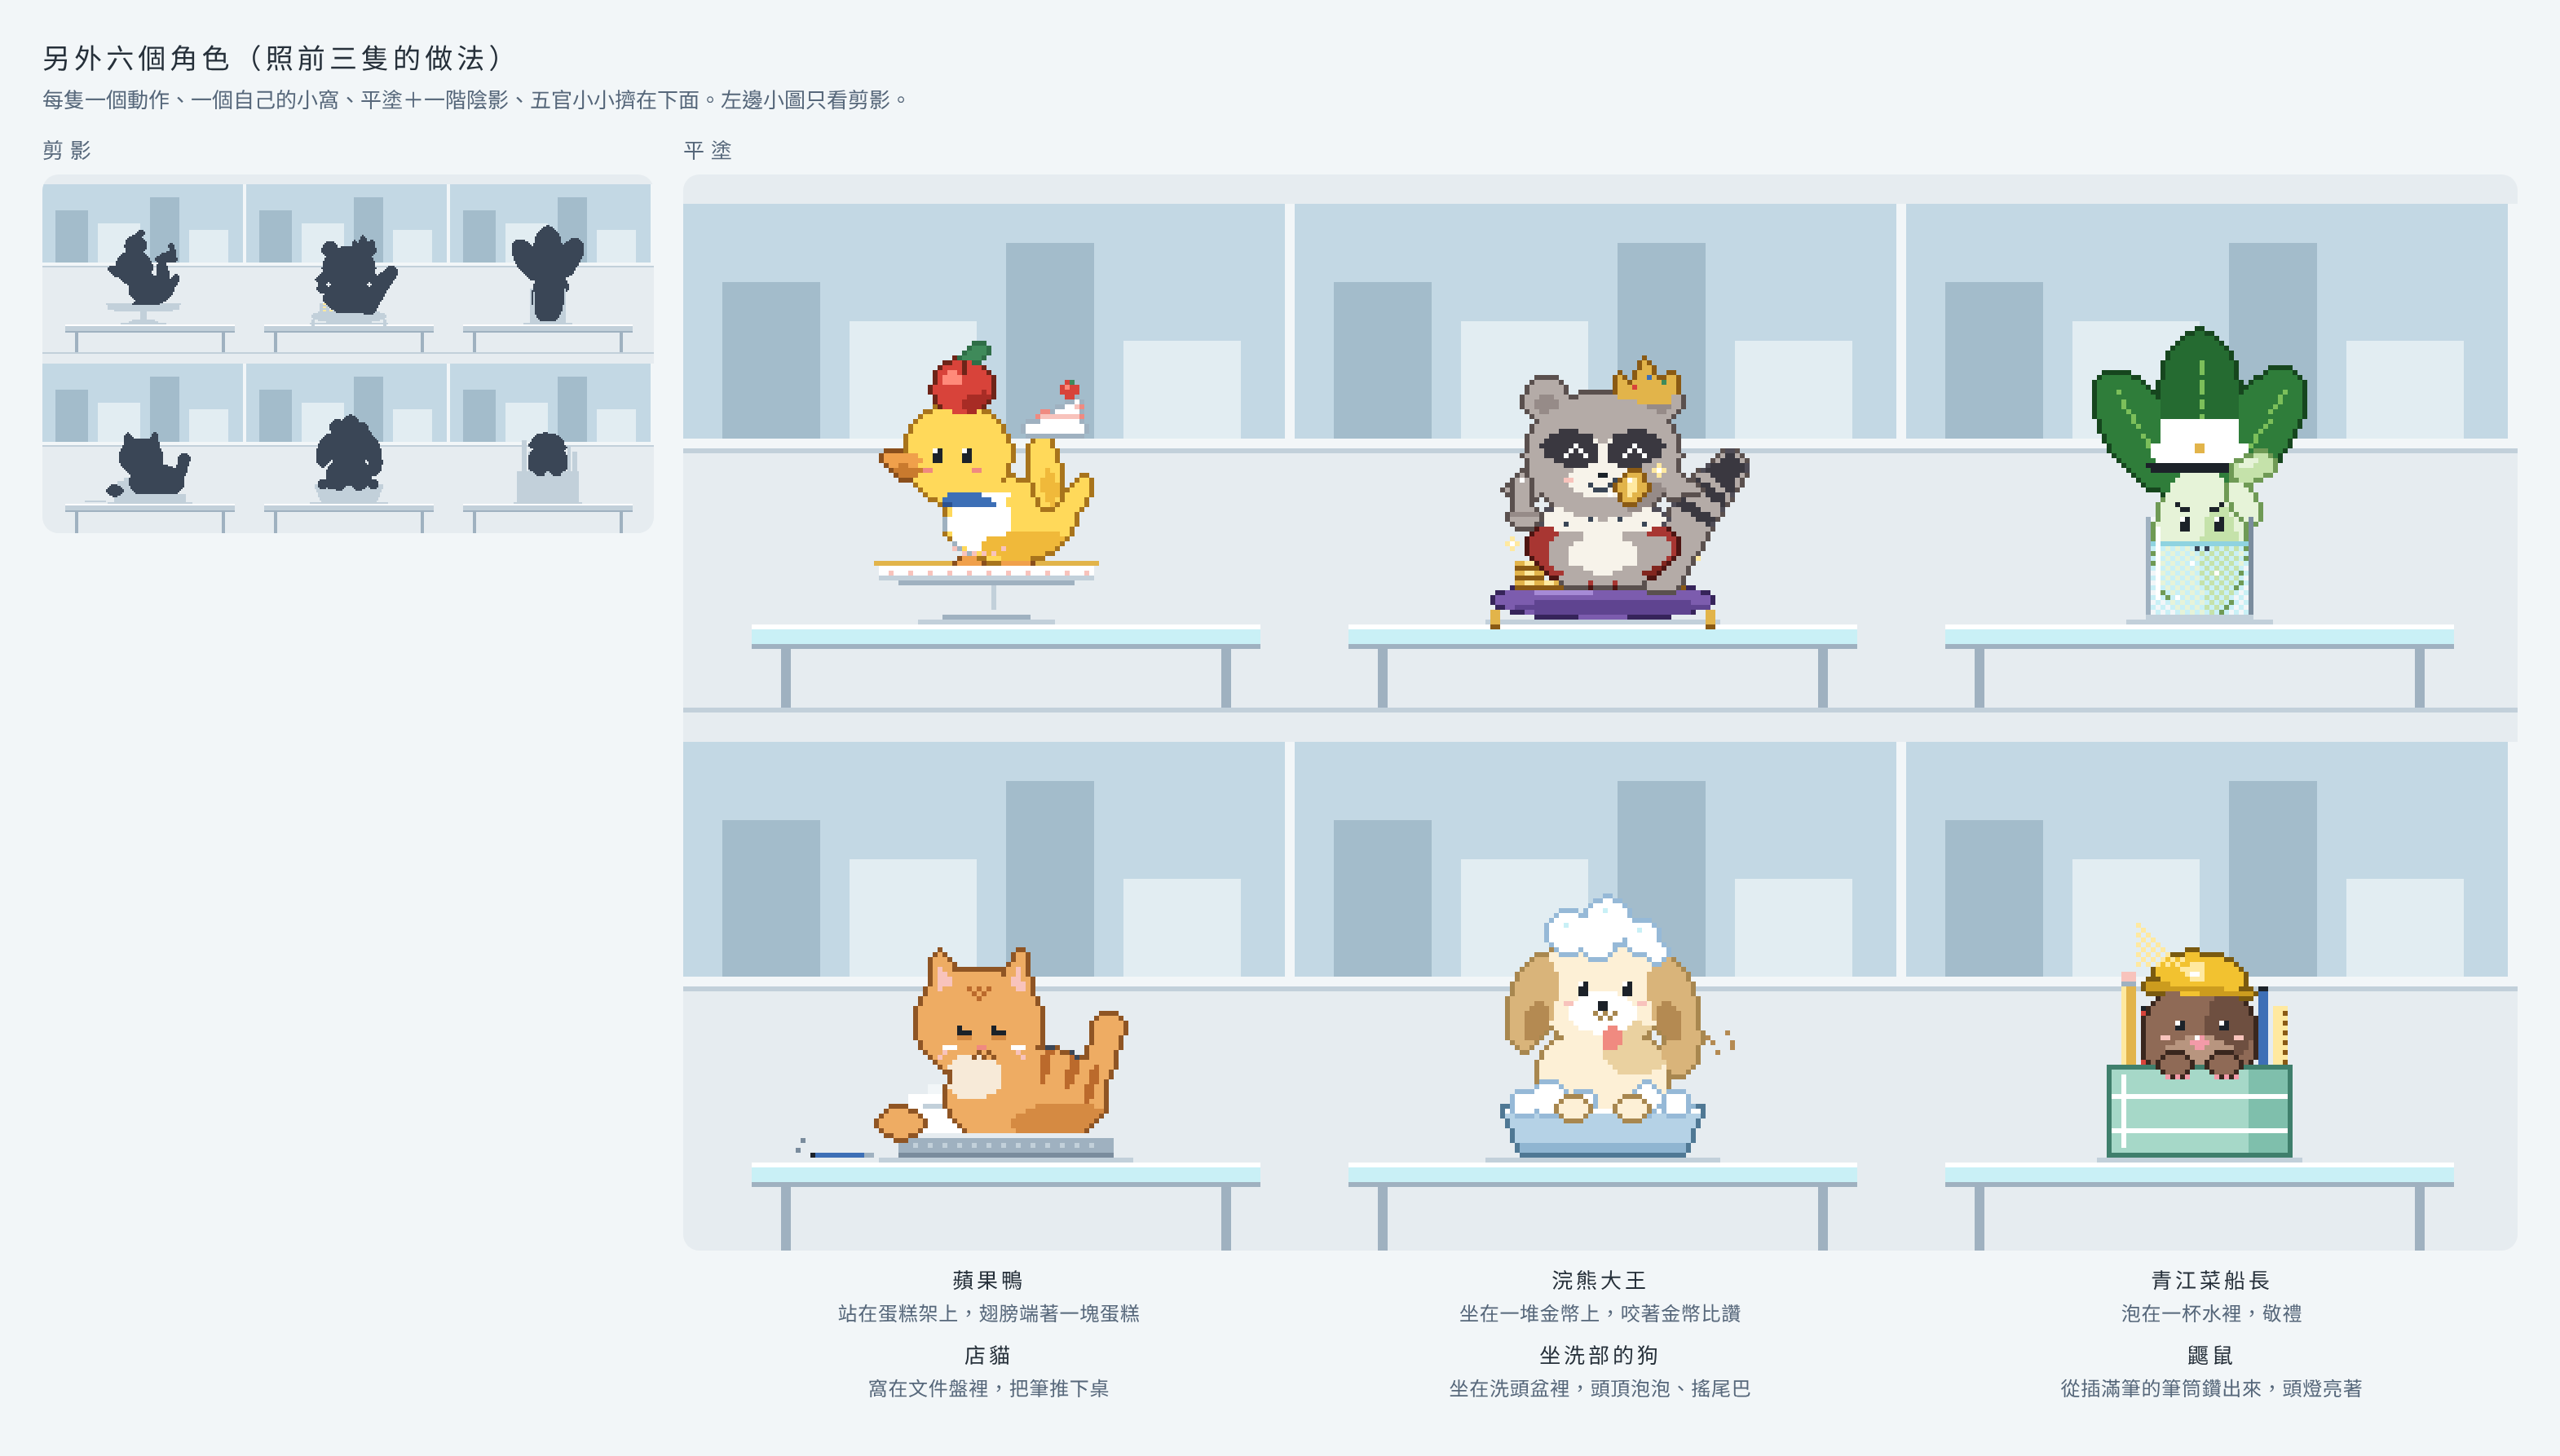 另外六個角色（照前三隻的做法）
每隻一個動作、一個自己的小窩、平塗＋一階陰影、五官小小擠在下面。左邊小圖只看剪影。
剪影
平塗
蘋果鴨
站在蛋糕架上，翅膀端著一塊蛋糕
浣熊大王
坐在一堆金幣上，咬著金幣比讚
青江菜船長
泡在一杯水裡，敬禮
店貓
窩在文件盤裡，把筆推下桌
坐洗部的狗
坐在洗頭盆裡，頭頂泡泡、搖尾巴
鼴鼠
從插滿筆的筆筒鑽出來，頭燈亮著